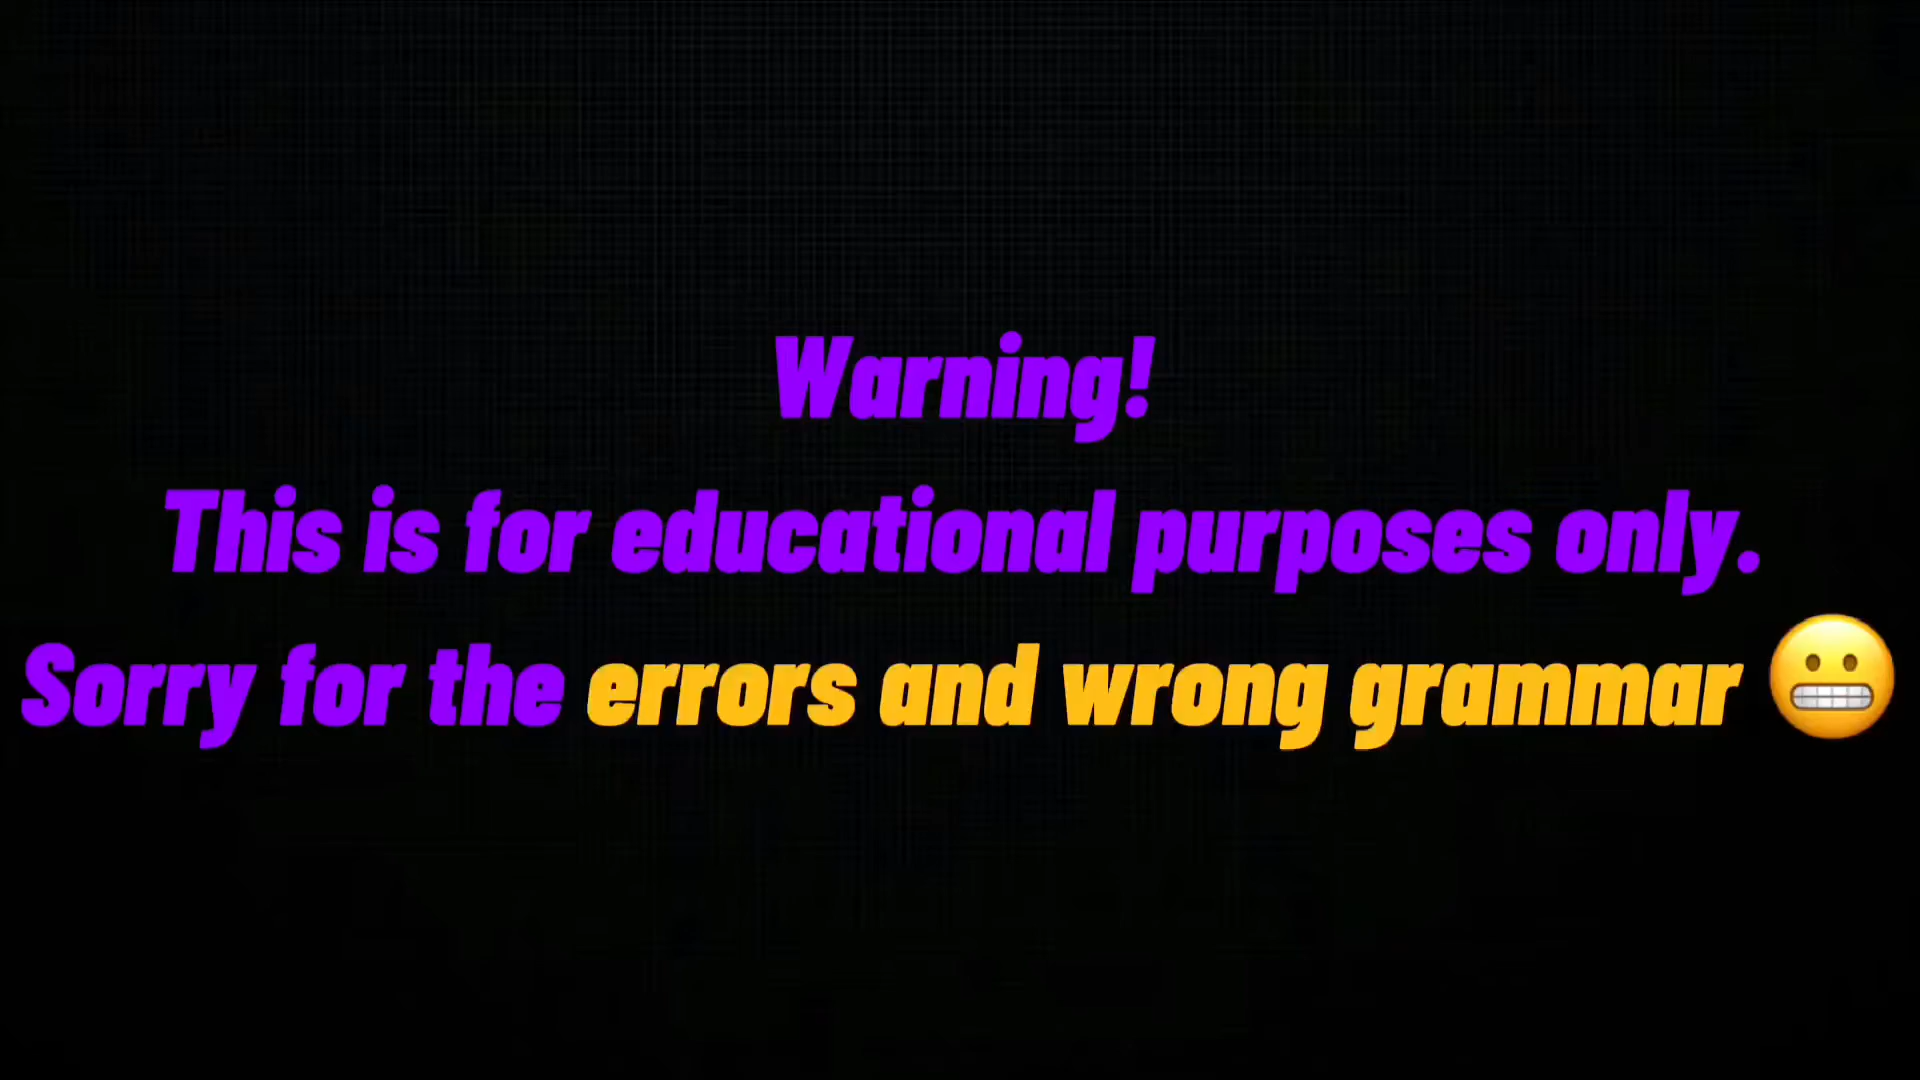 Warning!
This is for educational purposes only.
Sorry for the errors and wrong grammar 😬